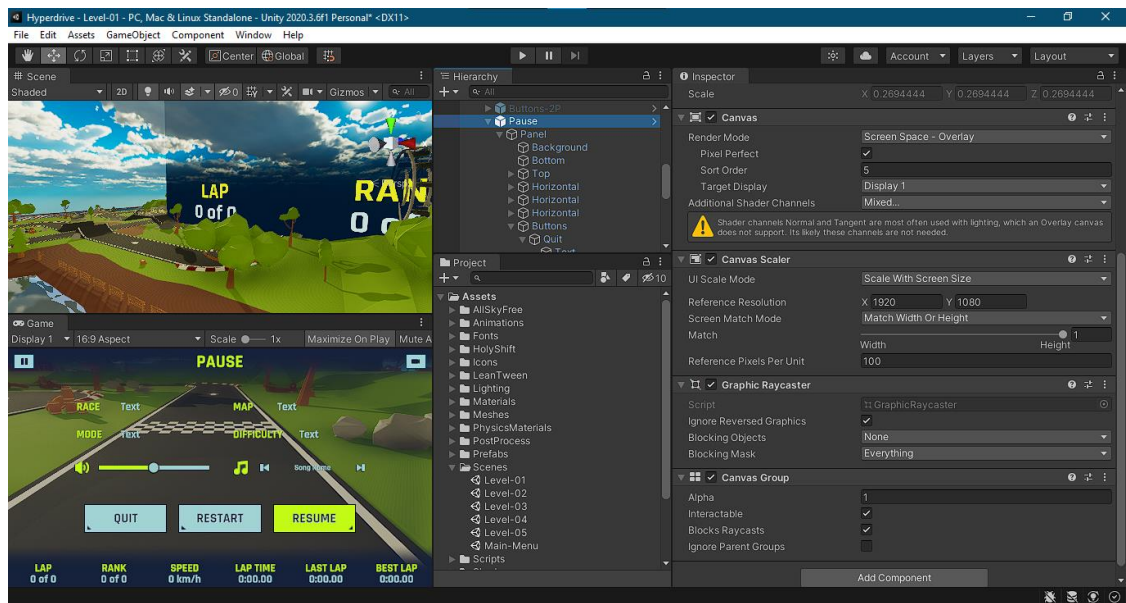 Hyperdrive - Level-01 - PC, Mac & Linux Standalone - Unity 2020.3.6f1 Personal* <DX11>
File Edit Assets GameObject Component Window Help
Center Global
Account Layers Layout
Scene
Shaded 2D 0 Gizmos All
LAP
0 of 0
RAN
0
Game
Display 1 16:9 Aspect Scale 1x Maximize On Play Mute A
PAUSE
RACE Text MAP Text
MODE Text DIFFICULTY Text
Song Name
QUIT RESTART RESUME
LAP RANK SPEED LAP TIME LAST LAP BEST LAP
0 of 0 0 of 0 0 km/h 0:00.00 0:00.00 0:00.00
Hierarchy
All
Buttons-2P
Pause
Panel
Background
Bottom
Top
Horizontal
Horizontal
Horizontal
Buttons
Quit
Text
Project
10
Assets
AllSkyFree
Animations
Fonts
HolyShift
Icons
LeanTween
Lighting
Materials
Meshes
PhysicsMaterials
PostProcess
Prefabs
Scenes
Level-01
Level-02
Level-03
Level-04
Level-05
Main-Menu
Scripts
Inspector
Scale X 0.2694444 Y 0.2694444 Z 0.2694444
Canvas
Render Mode Screen Space - Overlay
Pixel Perfect
Sort Order 5
Target Display Display 1
Additional Shader Channels Mixed...
Shader channels Normal and Tangent are most often used with lighting, which an Overlay canvas
does not support. Its likely these channels are not needed.
Canvas Scaler
UI Scale Mode Scale With Screen Size
Reference Resolution X 1920 Y 1080
Screen Match Mode Match Width Or Height
Match 1
Width Height
Reference Pixels Per Unit 100
Graphic Raycaster
Script GraphicRaycaster
Ignore Reversed Graphics
Blocking Objects None
Blocking Mask Everything
Canvas Group
Alpha 1
Interactable
Blocks Raycasts
Ignore Parent Groups
Add Component